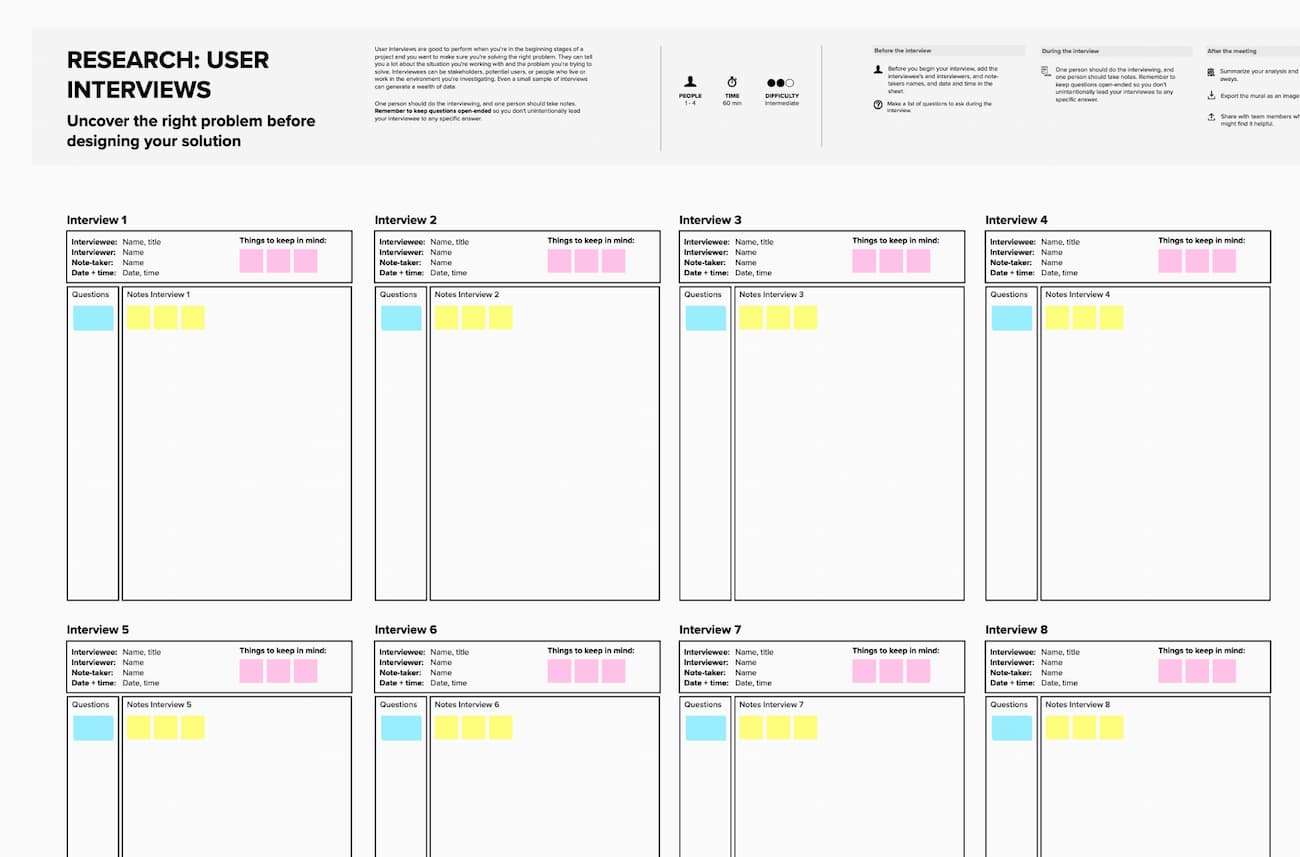 RESEARCH: USER
INTERVIEWS
Uncover the right problem before
designing your solution
User interviews are good to perform when you're in the beginning stages of a
project and you want to make sure you're solving the right problem. They can tell
you a lot about the situation you're working with and the problem you're trying to
solve. Interviewees can be stakeholders, potential users, or people who live or
work in the environment you're investigating. Even a small sample of interviews
can generate a wealth of data.
One person should do the interviewing, and one person should take notes.
Remember to keep questions open-ended so you don't unintentionally lead
your interviewee to any specific answer.
PEOPLE
1 - 4
TIME
60 min
DIFFICULTY
Intermediate
Before the interview
Before you begin your interview, add the
interviewee's and interviewers, and note-
takers names, and date and time in the
sheet.
Make a list of questions to ask during the
interview.
During the interview
One person should do the interviewing, and
one person should take notes. Remember to
keep questions open-ended so you don't
unintentionally lead your interviewee to any
specific answer.
After the meeting
Summarize your analysis and
aways.
Export the mural as an image
Share with team members wh
might find it helpful.
Interview 1
Interviewee: Name, title
Interviewer: Name
Note-taker: Name
Date + time: Date, time
Things to keep in mind:
Questions
Notes Interview 1
Interview 2
Interviewee: Name, title
Interviewer: Name
Note-taker: Name
Date + time: Date, time
Things to keep in mind:
Questions
Notes Interview 2
Interview 3
Interviewee: Name, title
Interviewer: Name
Note-taker: Name
Date + time: Date, time
Things to keep in mind:
Questions
Notes Interview 3
Interview 4
Interviewee: Name, title
Interviewer: Name
Note-taker: Name
Date + time: Date, time
Things to keep in mind:
Questions
Notes Interview 4
Interview 5
Interviewee: Name, title
Interviewer: Name
Note-taker: Name
Date + time: Date, time
Things to keep in mind:
Questions
Notes Interview 5
Interview 6
Interviewee: Name, title
Interviewer: Name
Note-taker: Name
Date + time: Date, time
Things to keep in mind:
Questions
Notes Interview 6
Interview 7
Interviewee: Name, title
Interviewer: Name
Note-taker: Name
Date + time: Date, time
Things to keep in mind:
Questions
Notes Interview 7
Interview 8
Interviewee: Name, title
Interviewer: Name
Note-taker: Name
Date + time: Date, time
Things to keep in mind:
Questions
Notes Interview 8